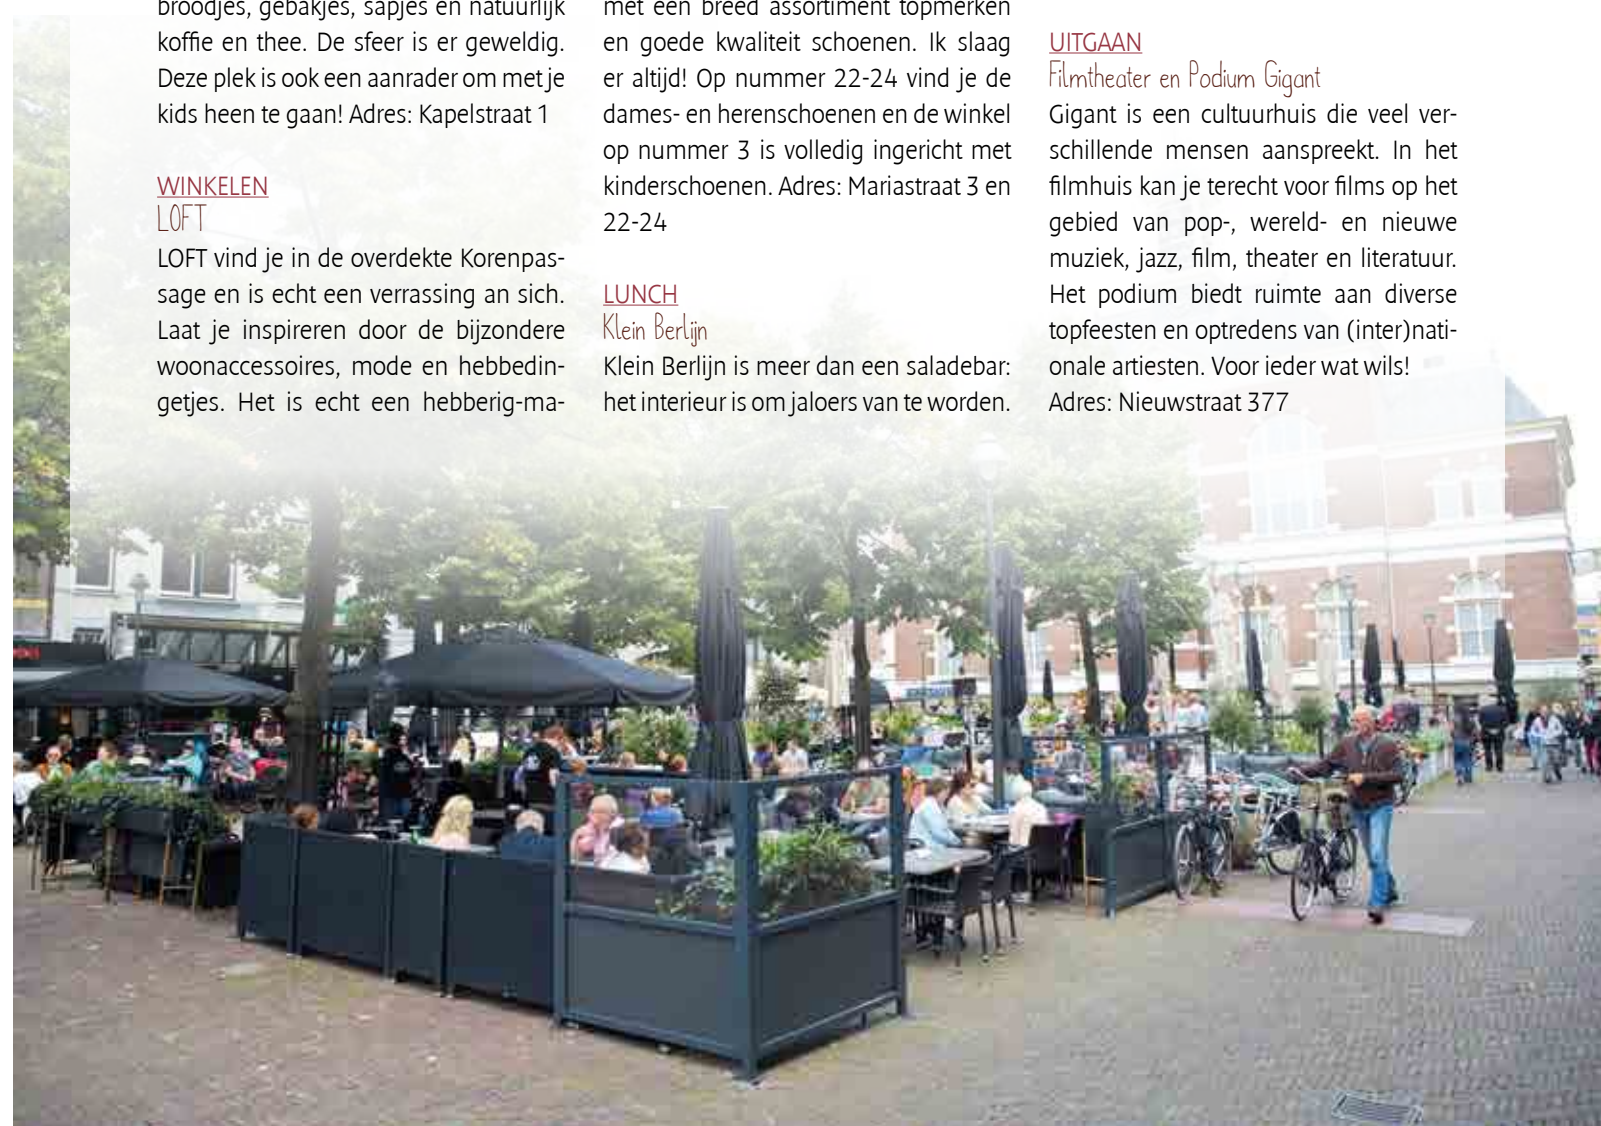 broodjes, gebakjes, sapjes en natuurlijk
koffie en thee. De sfeer is er geweldig.
Deze plek is ook een aanrader om met je
kids heen te gaan! Adres: Kapelstraat 1
WINKELEN
LOFT
LOFT vind je in de overdekte Korenpas-
sage en is echt een verrassing an sich.
Laat je inspireren door de bijzondere
woonaccessoires, mode en hebbedin-
getjes. Het is echt een hebberig-ma-
met een breed assortiment topmerken
en goede kwaliteit schoenen. Ik slaag
er altijd! Op nummer 22-24 vind je de
dames- en herenschoenen en de winkel
op nummer 3 is volledig ingericht met
kinderschoenen. Adres: Mariastraat 3 en
22-24
LUNCH
Klein Berlijn
Klein Berlijn is meer dan een saladebar:
het interieur is om jaloers van te worden.
UITGAAN
Filmtheater en Podium Gigant
Gigant is een cultuurhuis die veel ver-
schillende mensen aanspreekt. In het
filmhuis kan je terecht voor films op het
gebied van pop-, wereld- en nieuwe
muziek, jazz, film, theater en literatuur.
Het podium biedt ruimte aan diverse
topfeesten en optredens van (inter)nati-
onale artiesten. Voor ieder wat wils!
Adres: Nieuwstraat 377